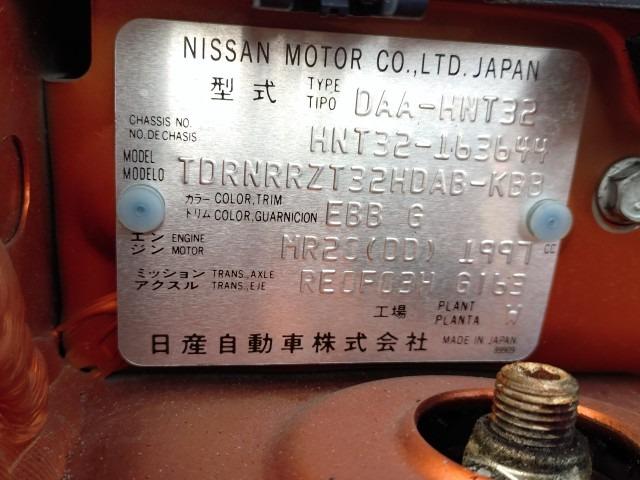 NISSAN MOTOR CO.,LTD.JAPAN
型式 TYPE TIPO DAA-HNT32
CHASSIS NO. NO.DE CHASIS HNT32-163644
MODEL MODELO TDRNRRZT32HDAB-KBB
カラー COLOR,TRIM
トリム COLOR,GUARNICION EBB G
エンジン ENGINE MOTOR MR20(DD) 1997 CC
ミッション TRANS.,AXLE
アクスル TRANS.,EJE RE0F03H G163
工場 PLANT PLANTA W
日産自動車株式会社 MADE IN JAPAN